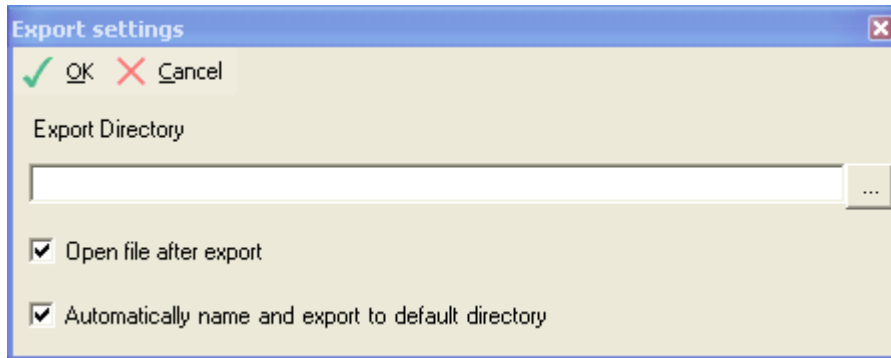 Export settings
OK Cancel
Export Directory
...
Open file after export
Automatically name and export to default directory